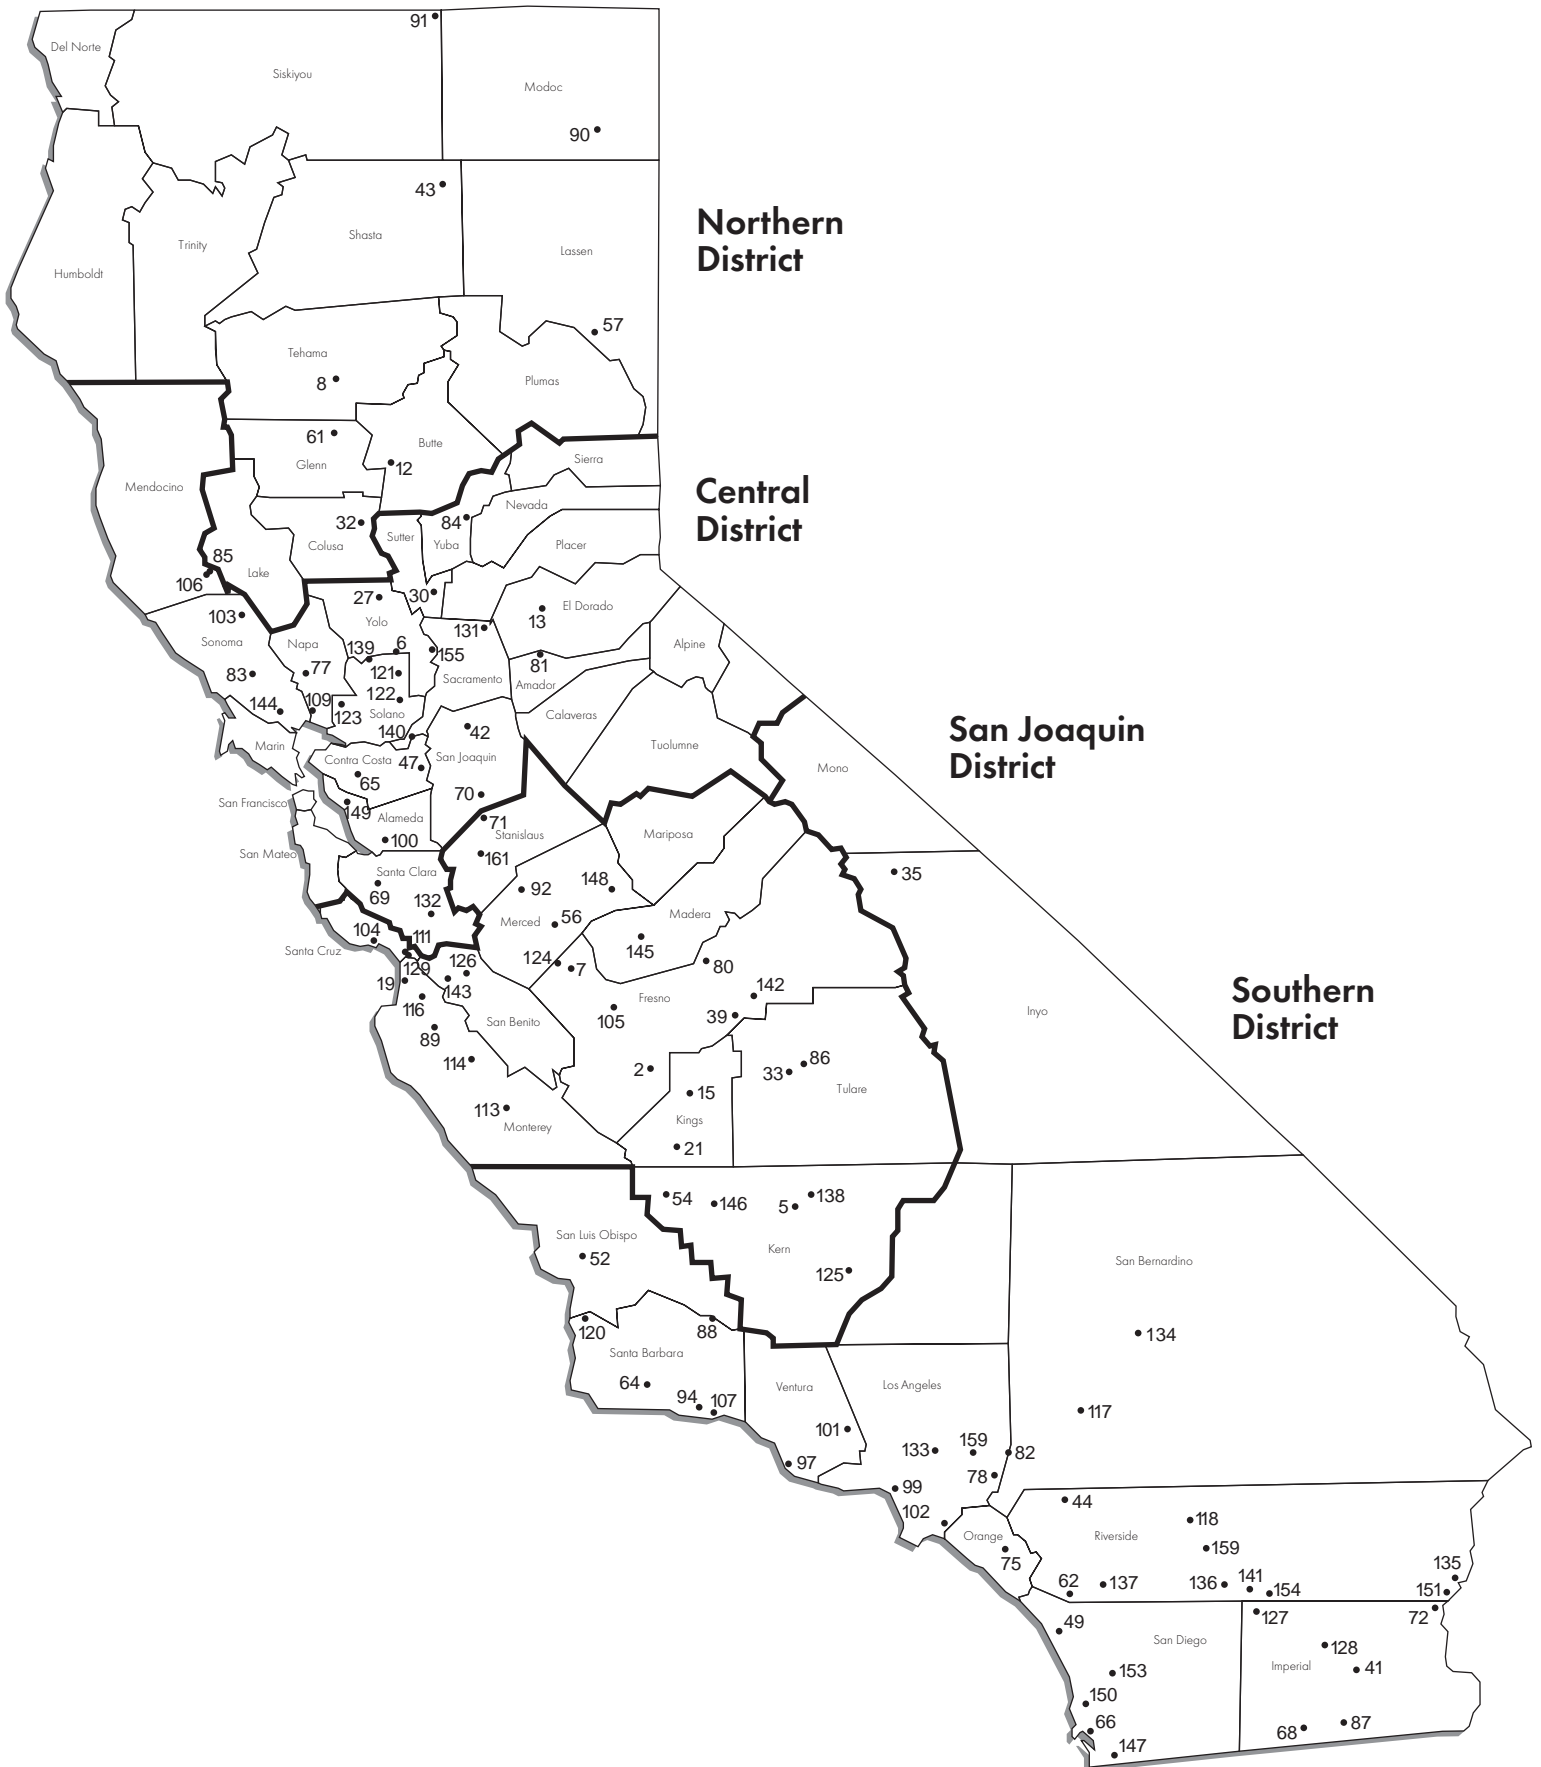 91
Del Norte
Siskiyou
Modoc
90
43
Northern
District
Shasta
Trinity
Lassen
Humboldt
57
Tehama
8
Plumas
61
Butte
Glenn
12
Sierra
Mendocino
Central
District
Nevada
32
84
Sutter
Yuba
Colusa
Placer
85
Lake
106
27
30
El Dorado
103
13
Yolo
131
Sonoma
Napa
139
6
155
Alpine
83
77
121
81
Sacramento
Amador
122
144
109
123
Solano
Calaveras
San Joaquin
District
140
42
Marin
Contra Costa
47
San Joaquin
Tuolumne
Mono
65
70
San Francisco
149
Alameda
71
Stanislaus
Mariposa
100
San Mateo
161
Santa Clara
35
69
92
148
132
Merced
56
Madera
104
111
Santa Cruz
145
129
126
124
7
80
19
143
Fresno
142
Southern
District
116
105
39
San Benito
Inyo
89
114
2
33
86
15
Tulare
113
Monterey
Kings
21
54
146
5
138
San Luis Obispo
Kern
52
125
San Bernardino
120
88
134
Santa Barbara
64
Ventura
Los Angeles
94
107
117
101
133
159
82
97
78
99
44
102
118
Orange
Riverside
159
75
62
137
136
141
154
135
151
49
127
72
San Diego
128
153
Imperial
41
150
66
68
87
147